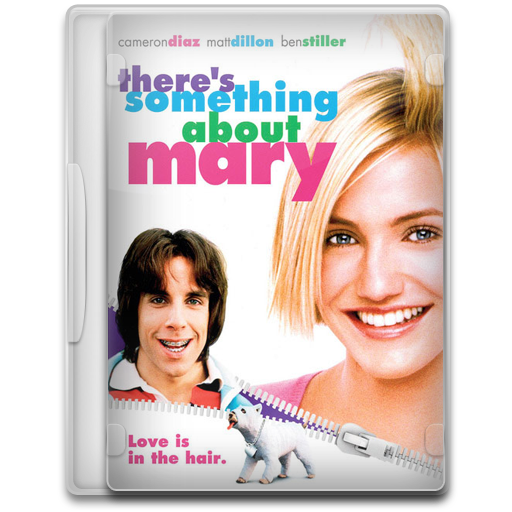 camerondiaz mattdillon benstiller
there's
something
about
mary
Love is
in the hair.